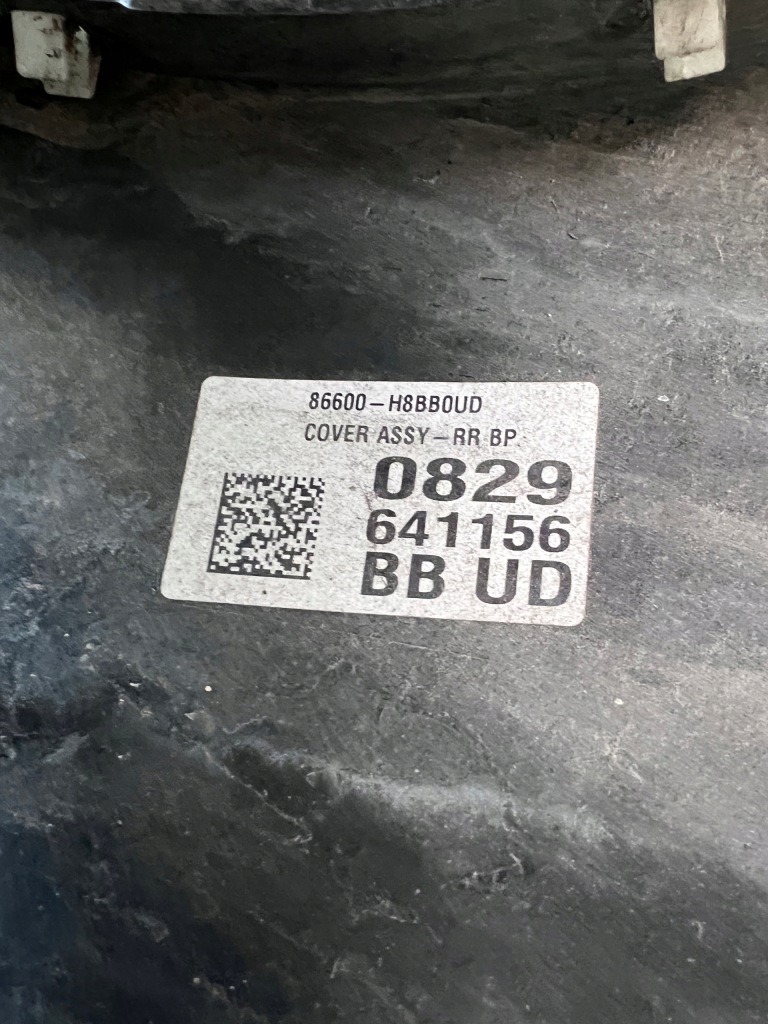 86600-H8BB0UD
COVER ASSY-RR BP
0829
641156
BB UD